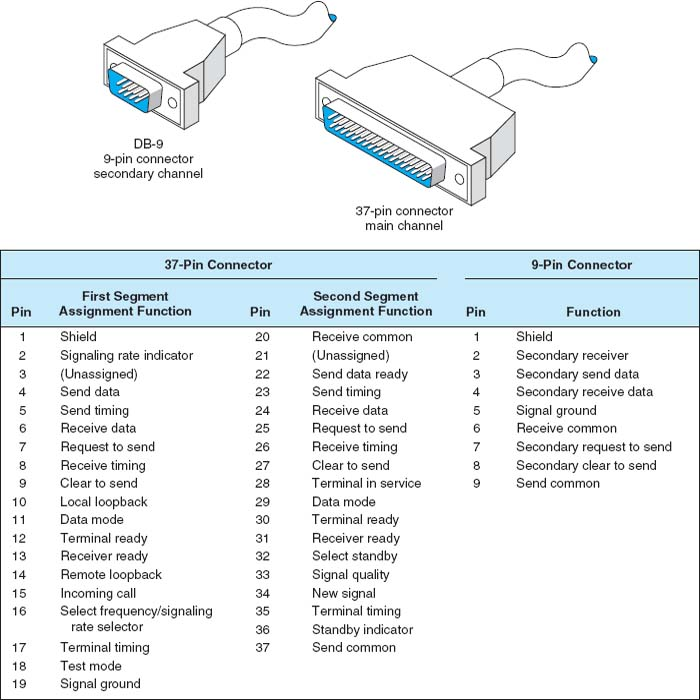 DB-9
9-pin connector
secondary channel
37-pin connector
main channel
37-Pin Connector 9-Pin Connector
First Segment Second Segment
Pin Assignment Function Pin Assignment Function Pin Function
1 Shield 20 Receive common 1 Shield
2 Signaling rate indicator 21 (Unassigned) 2 Secondary receiver
3 (Unassigned) 22 Send data ready 3 Secondary send data
4 Send data 23 Send timing 4 Secondary receive data
5 Send timing 24 Receive data 5 Signal ground
6 Receive data 25 Request to send 6 Receive common
7 Request to send 26 Receive timing 7 Secondary request to send
8 Receive timing 27 Clear to send 8 Secondary clear to send
9 Clear to send 28 Terminal in service 9 Send common
10 Local loopback 29 Data mode
11 Data mode 30 Terminal ready
12 Terminal ready 31 Receiver ready
13 Receiver ready 32 Select standby
14 Remote loopback 33 Signal quality
15 Incoming call 34 New signal
16 Select frequency/signaling 35 Terminal timing
rate selector 36 Standby indicator
17 Terminal timing 37 Send common
18 Test mode
19 Signal ground